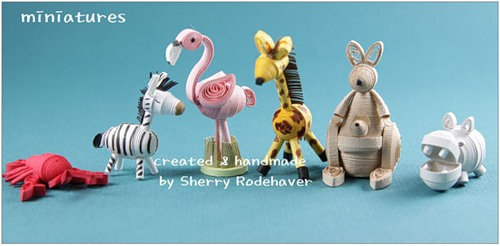 miniatures
created & handmade
by Sherry Rodehaver